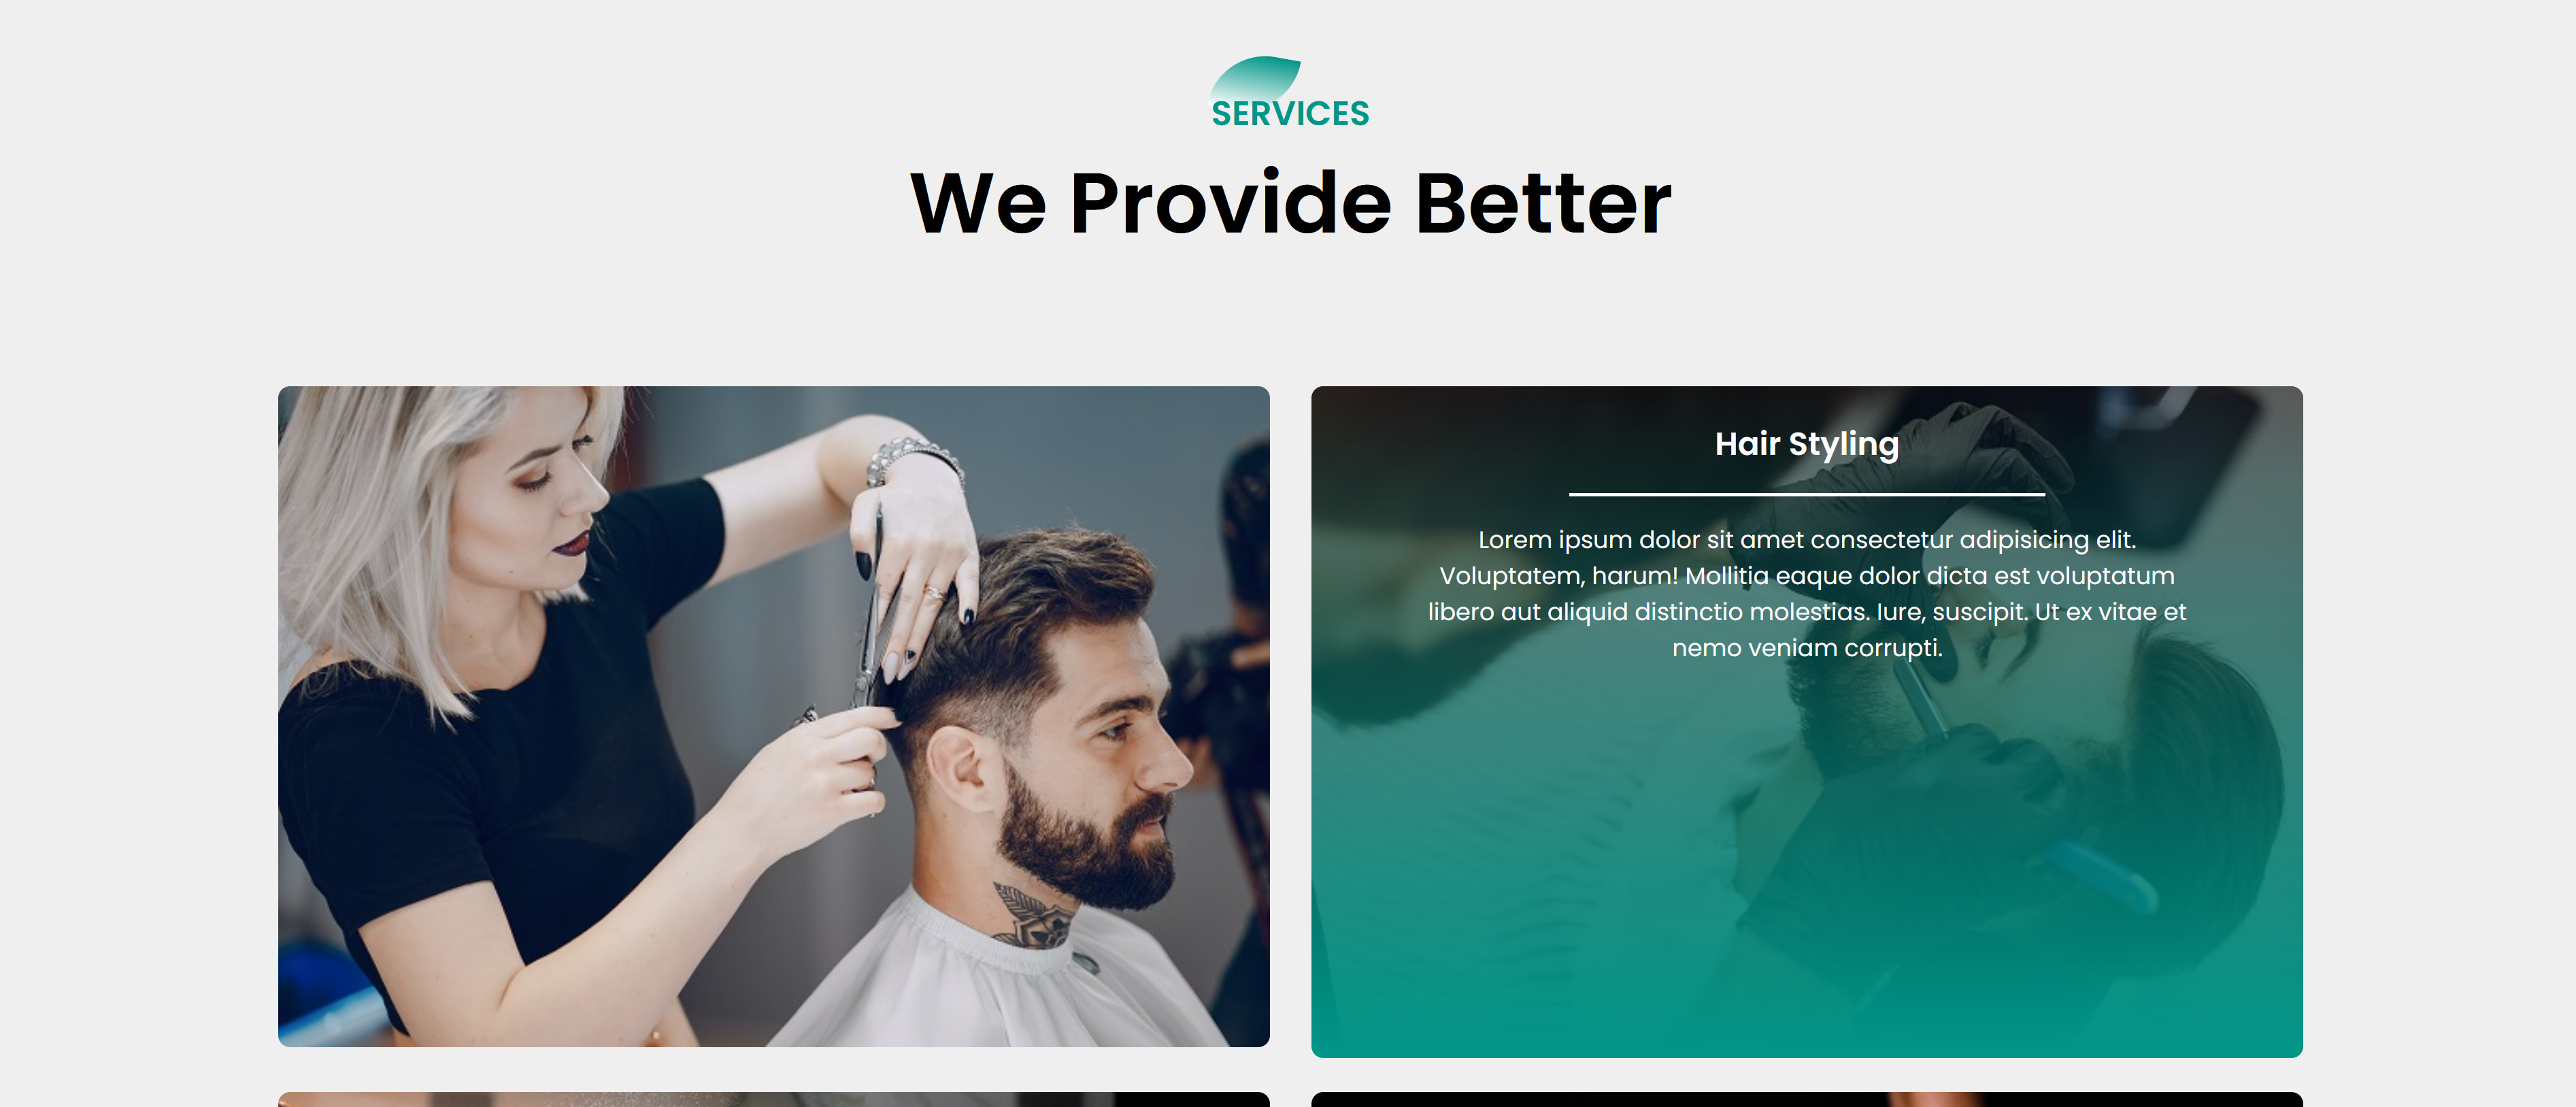 SERVICES
We Provide Better
Hair Styling
Lorem ipsum dolor sit amet consectetur adipisicing elit.
Voluptatem, harum! Mollitia eaque dolor dicta est voluptatum
libero aut aliquid distinctio molestias. Iure, suscipit. Ut ex vitae et
nemo veniam corrupti.